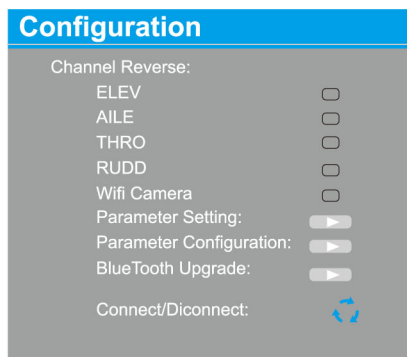 Configuration
Channel Reverse:
ELEV
AILE
THRO
RUDD
Wifi Camera
Parameter Setting:
Parameter Configuration:
BlueTooth Upgrade:
Connect/Diconnect: